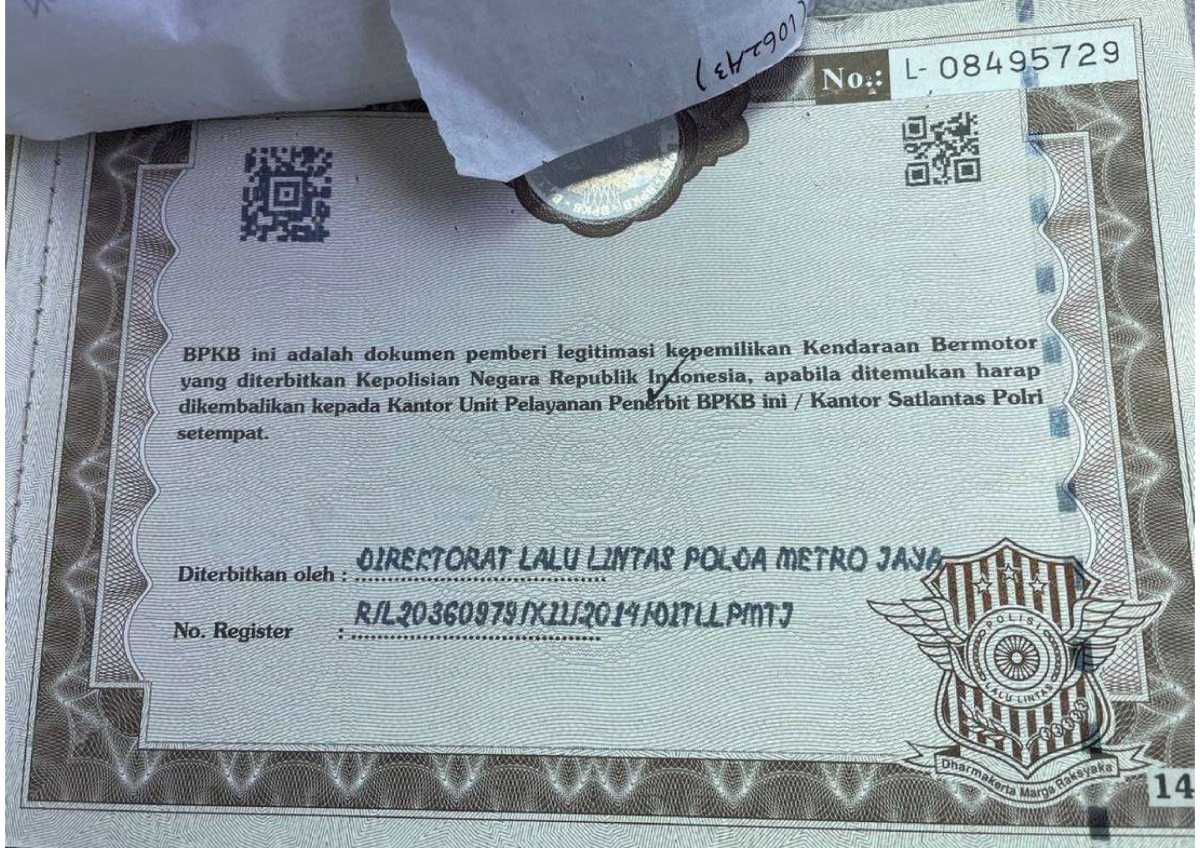 (106243)
No.: L- 08495729
BPKB ini adalah dokumen pemberi legitimasi kepemilikan Kendaraan Bermotor
yang diterbitkan Kepolisian Negara Republik Indonesia, apabila ditemukan harap
dikembalikan kepada Kantor Unit Pelayanan Penerbit BPKB ini / Kantor Satlantas Polri
setempat.
Diterbitkan oleh : DIREKTORAT LALU LINTAS POLDA METRO JAYA
No. Register : R/L20360979/XII/2014/DITLLPMTJ
POLISI
LALU LINTAS
Dharmakerta Marga Raksyaka
14